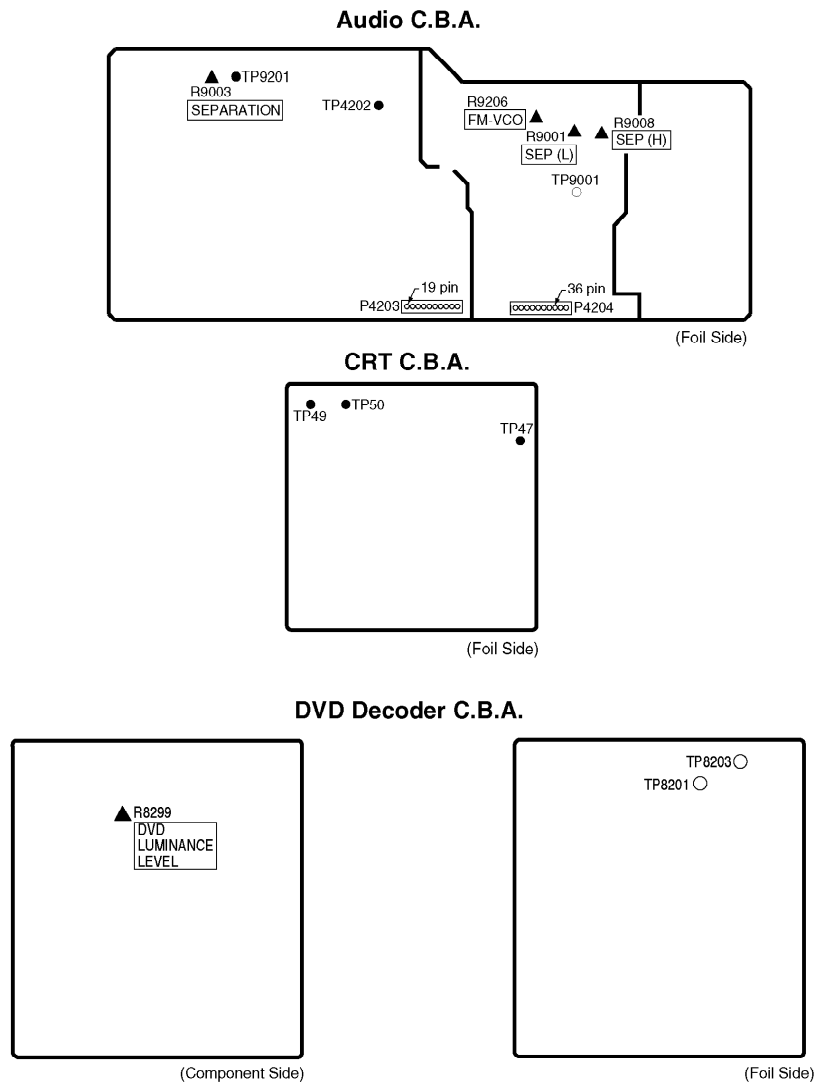 Audio C.B.A.
TP9201
R9003
SEPARATION
TP4202
R9206
FM-VCO
R9001
SEP (L)
R9008
SEP (H)
TP9001
19 pin
P4203
36 pin
P4204
(Foil Side)
CRT C.B.A.
TP49
TP50
TP47
(Foil Side)
DVD Decoder C.B.A.
R8299
DVD
LUMINANCE
LEVEL
(Component Side)
TP8203
TP8201
(Foil Side)